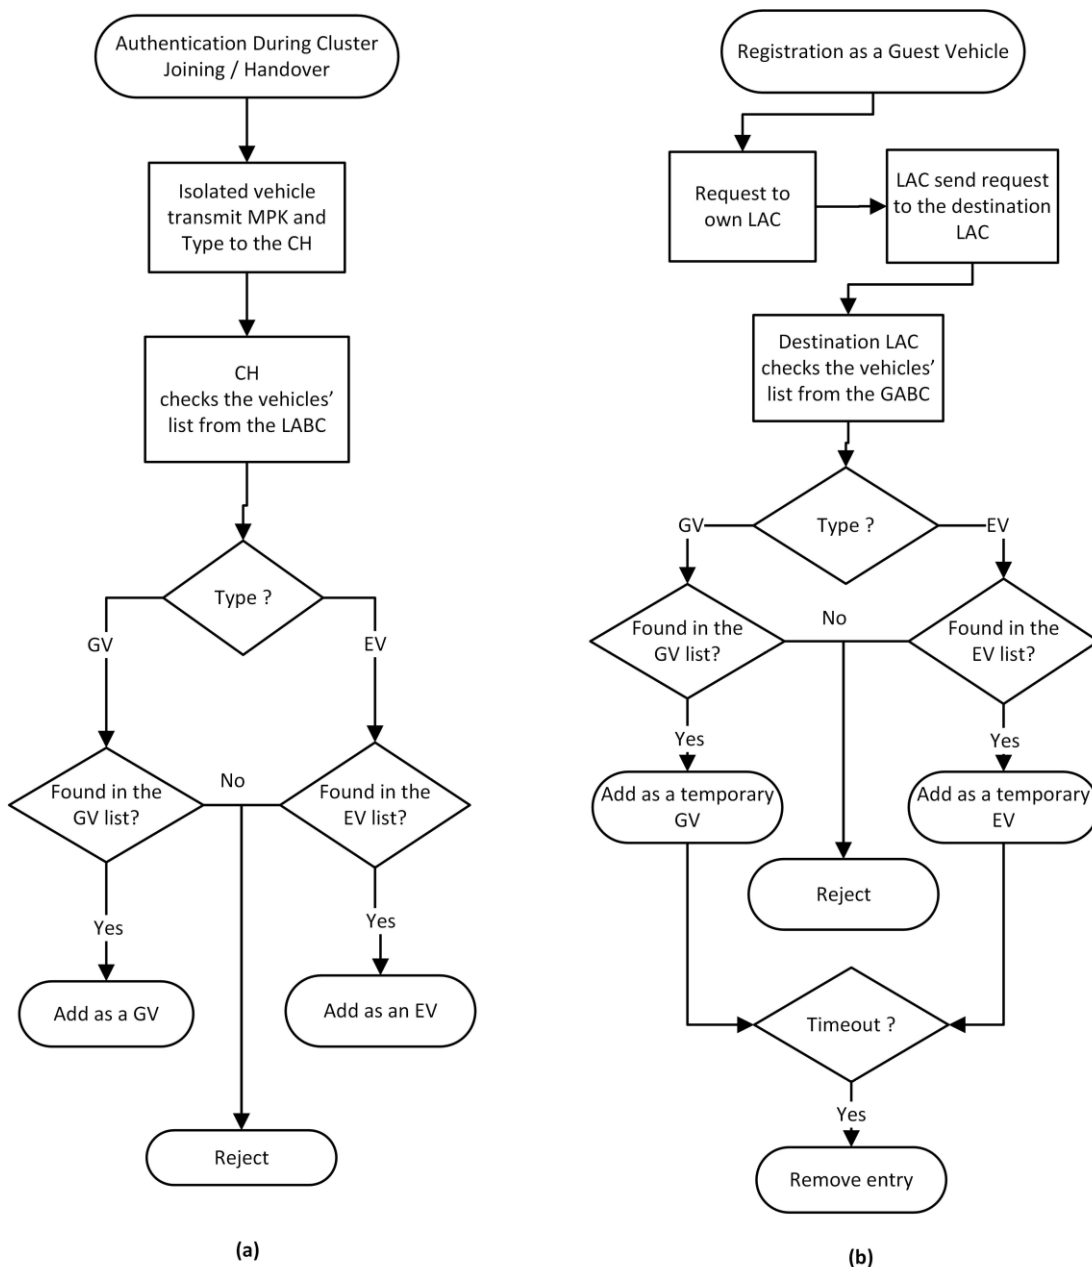 Authentication During Cluster
Joining / Handover
Isolated vehicle
transmit MPK and
Type to the CH
CH
checks the vehicles’
list from the LABC
Type ?
GV
EV
Found in the
GV list?
No
Found in the
EV list?
Yes
Yes
Add as a GV
Add as an EV
Reject
(a)
Registration as a Guest Vehicle
Request to
own LAC
LAC send request
to the destination
LAC
Destination LAC
checks the vehicles’
list from the GABC
Type ?
GV
EV
Found in the
GV list?
No
Found in the
EV list?
Yes
Yes
Add as a temporary
GV
Add as a temporary
EV
Reject
Timeout ?
Yes
Remove entry
(b)